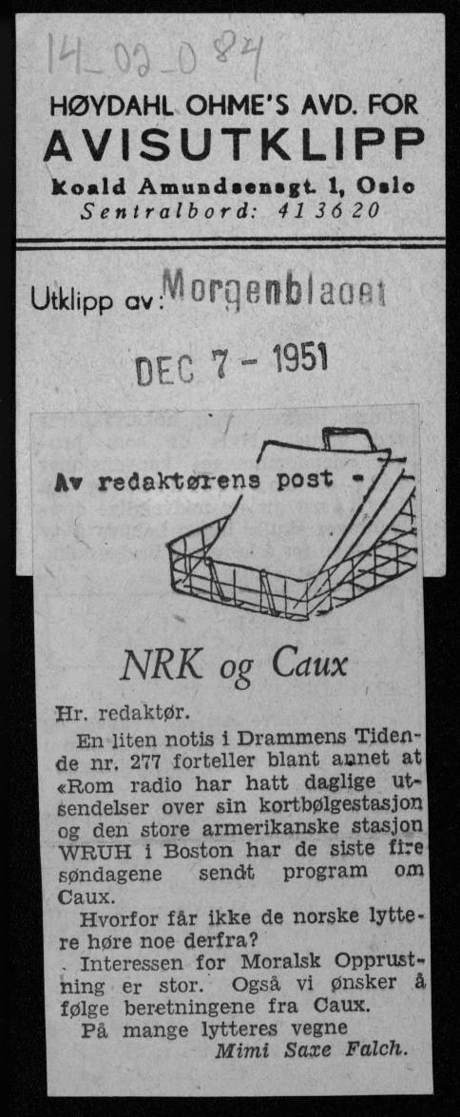 14-02-0 84
HØYDAHL OHME'S AVD. FOR
AVISUTKLIPP
Roald Amundsensgt. 1, Oslo
Sentralbord: 41 36 20
Utklipp av: Morgenbladet
DEC 7 - 1951
Av redaktørens post -
NRK og Caux
Hr. redaktør.
En liten notis i Drammens Tiden-
de nr. 277 forteller blant annet at
«Rom radio har hatt daglige ut-
sendelser over sin kortbølgestasjon
og den store armerikanske stasjon
WRUH i Boston har de siste fire
søndagene sendt program om
Caux.
Hvorfor får ikke de norske lytte-
re høre noe derfra?
Interessen for Moralsk Opprust-
ning er stor. Også vi ønsker å
følge beretningene fra Caux.
På mange lytteres vegne
Mimi Saxe Falch.